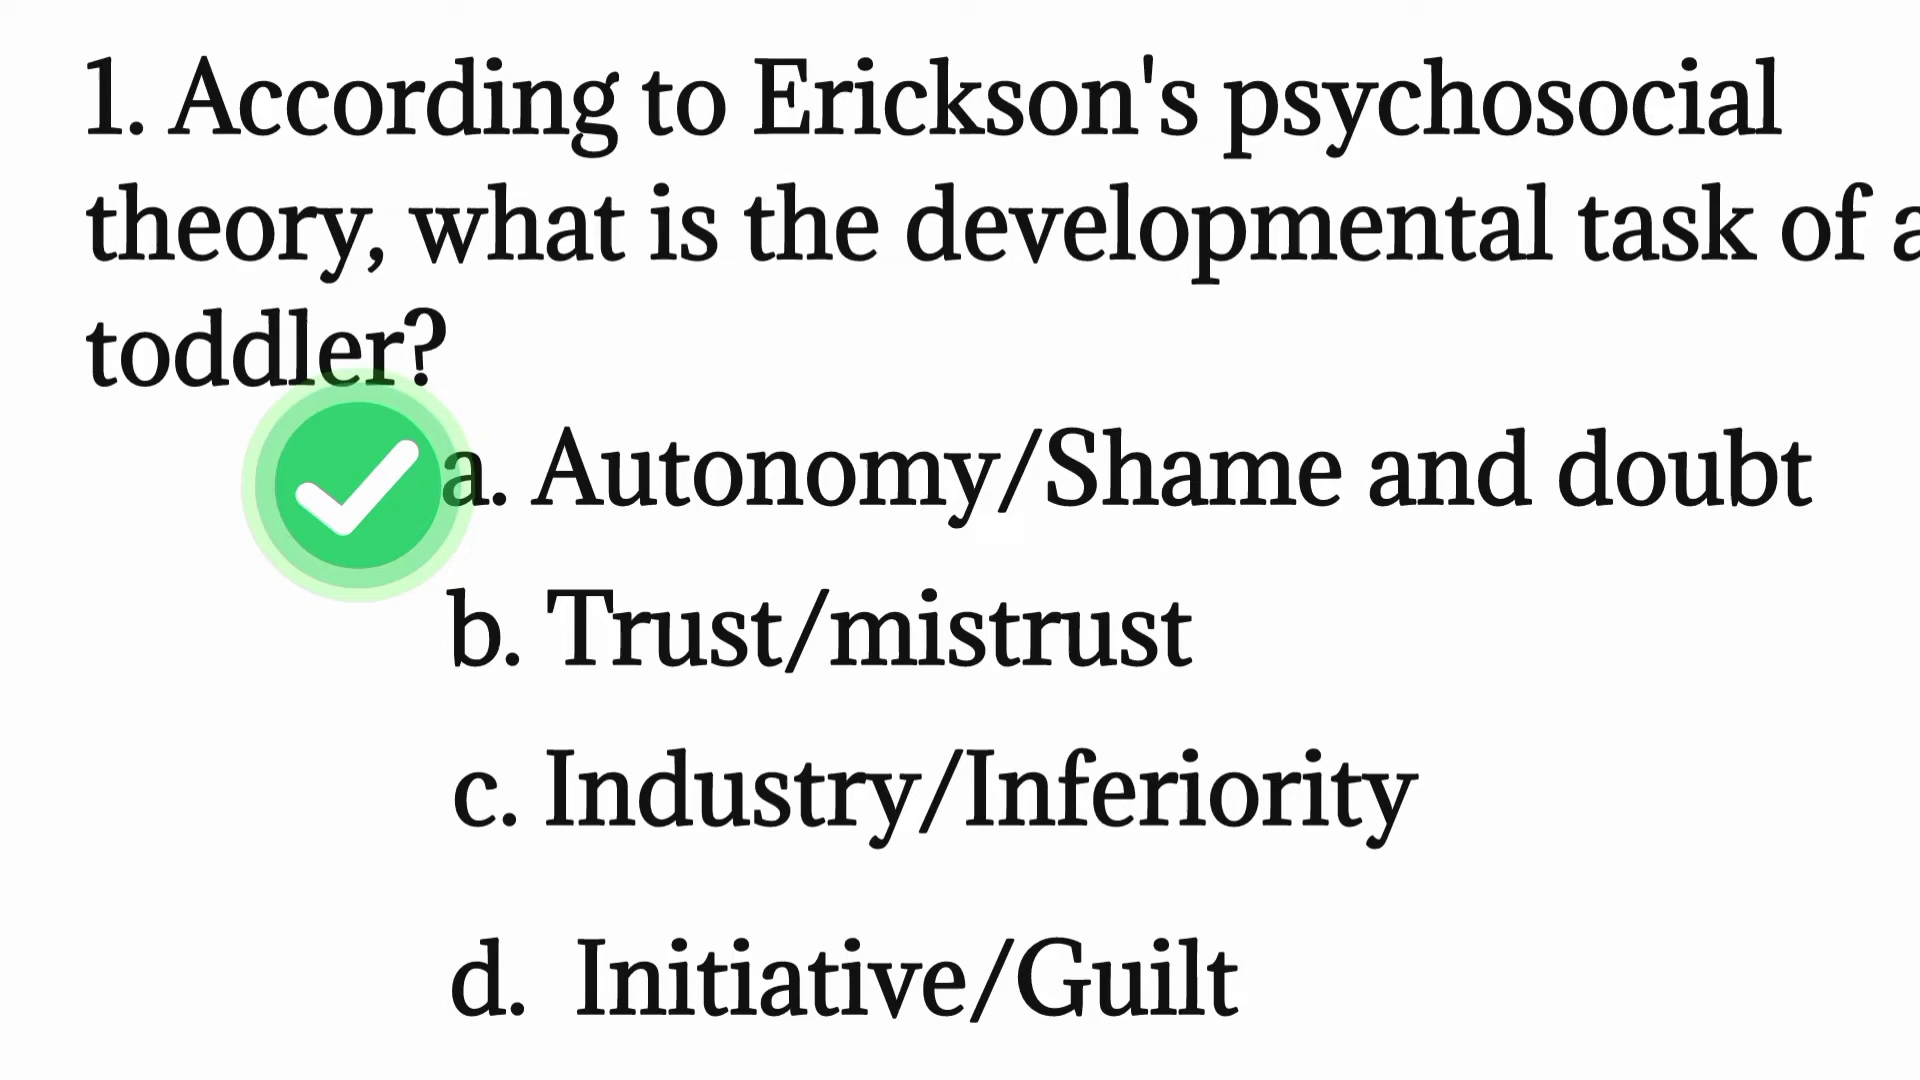 1. According to Erickson's psychosocial
theory, what is the developmental task of a
toddler?
a. Autonomy/Shame and doubt
b. Trust/mistrust
c. Industry/Inferiority
d. Initiative/Guilt